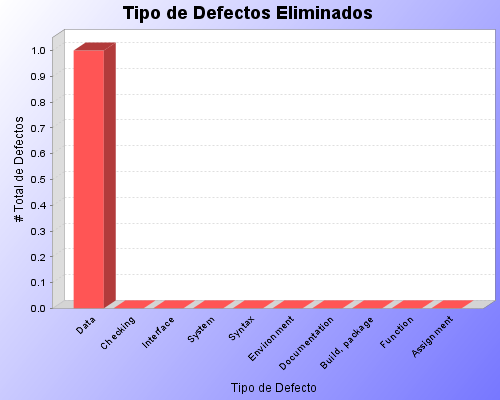 Tipo de Defectos Eliminados
# Total de Defectos
1.0
0.9
0.8
0.7
0.6
0.5
0.4
0.3
0.2
0.1
0.0
Data
Checking
Interface
System
Syntax
Environment
Documentation
Build, package
Function
Assignment
Tipo de Defecto